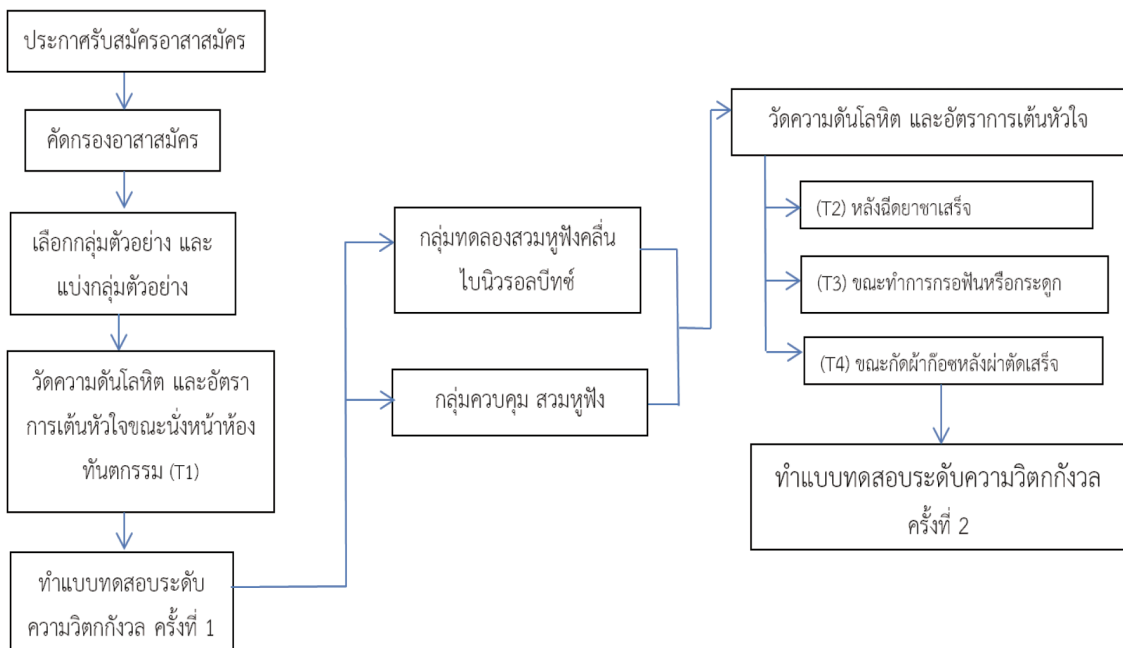 ประกาศรับสมัครอาสาสมัคร
คัดกรองอาสาสมัคร
เลือกกลุ่มตัวอย่าง และ
แบ่งกลุ่มตัวอย่าง
วัดความดันโลหิต และอัตรา
การเต้นหัวใจขณะนั่งหน้าห้อง
ทันตกรรม (T1)
ทำแบบทดสอบระดับ
ความวิตกกังวล ครั้งที่ 1
กลุ่มทดลองสวมหูฟังคลื่น
ไบนิวรอลบีทซ์
กลุ่มควบคุม สวมหูฟัง
วัดความดันโลหิต และอัตราการเต้นหัวใจ
(T2) หลังฉีดยาชาเสร็จ
(T3) ขณะทำการกรอฟันหรือกระดูก
(T4) ขณะกัดผ้าก๊อซหลังผ่าตัดเสร็จ
ทำแบบทดสอบระดับความวิตกกังวล
ครั้งที่ 2